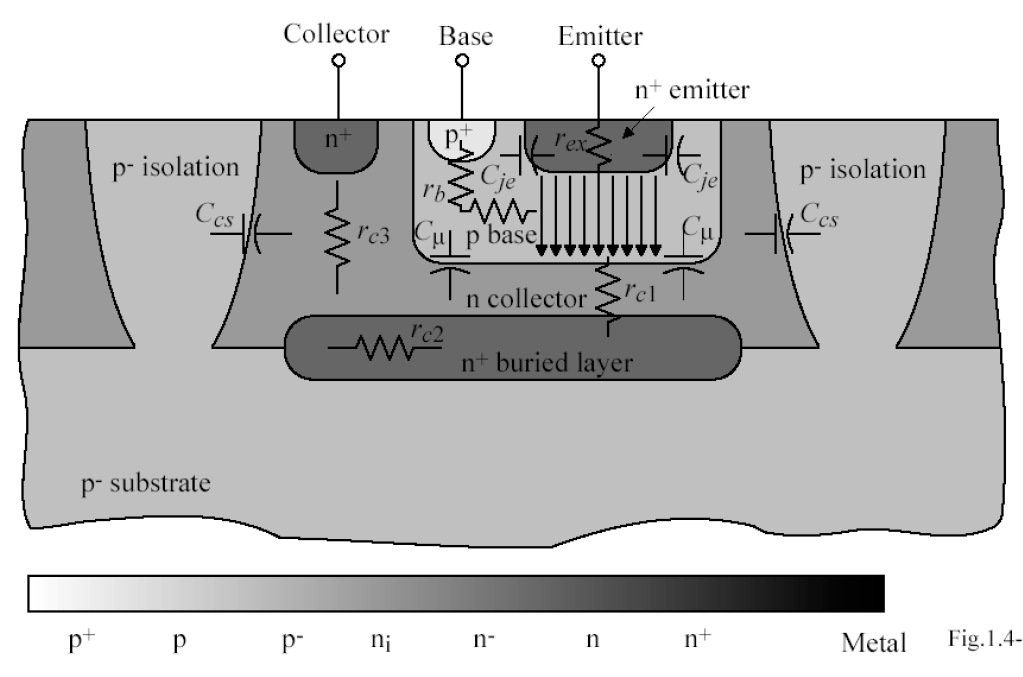 Collector Base Emitter
n+ emitter
n+ p+ rex
p- isolation Cje Cje p- isolation
rb
Ccs rc3 Cμ p base Cμ Ccs
n collector rc1
rc2
n+ buried layer
p- substrate
p+ p p- ni n- n n+ Metal Fig.1.4-